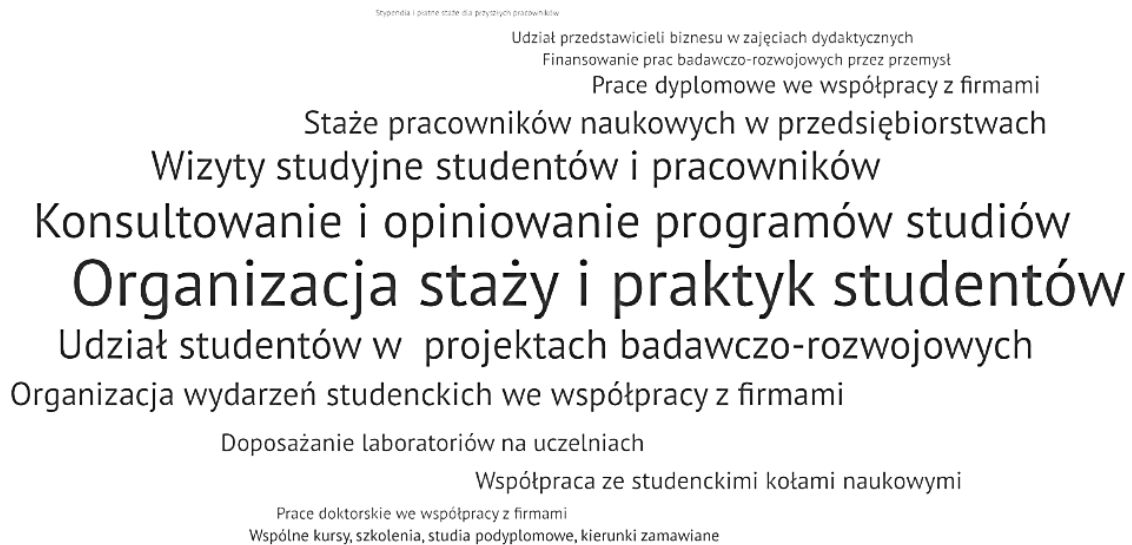 Stypendia i płatne staże dla przyszłych pracowników
Udział przedstawicieli biznesu w zajęciach dydaktycznych
Finansowanie prac badawczo-rozwojowych przez przemysł
Prace dyplomowe we współpracy z firmami
Staże pracowników naukowych w przedsiębiorstwach
Wizyty studyjne studentów i pracowników
Konsultowanie i opiniowanie programów studiów
Organizacja staży i praktyk studentów
Udział studentów w projektach badawczo-rozwojowych
Organizacja wydarzeń studenckich we współpracy z firmami
Doposażanie laboratoriów na uczelniach
Współpraca ze studenckimi kołami naukowymi
Prace doktorskie we współpracy z firmami
Wspólne kursy, szkolenia, studia podyplomowe, kierunki zamawiane